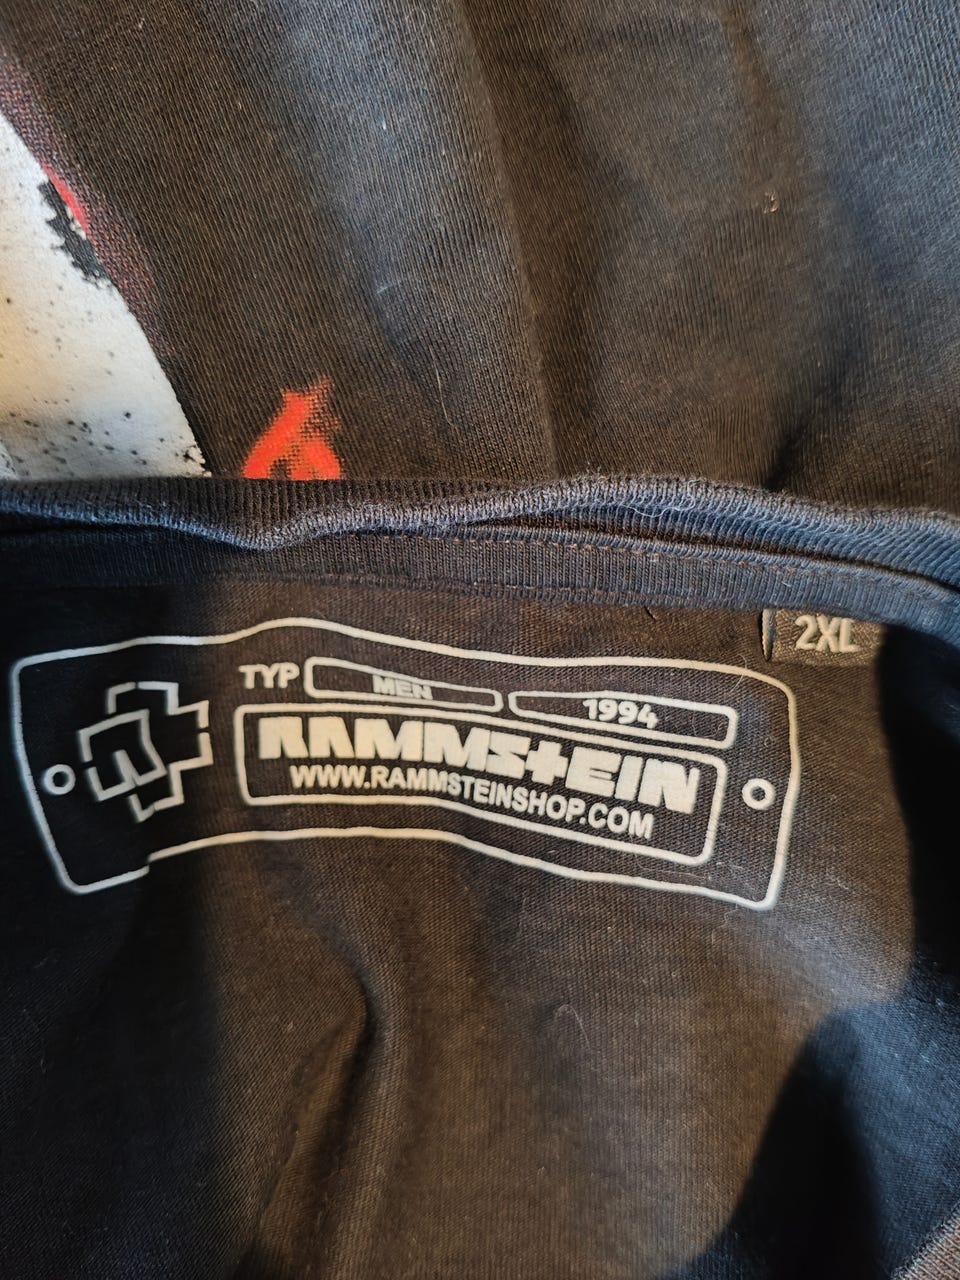 2XL
TYP MEN 1994
RAMMSTEIN
WWW.RAMMSTEINSHOP.COM